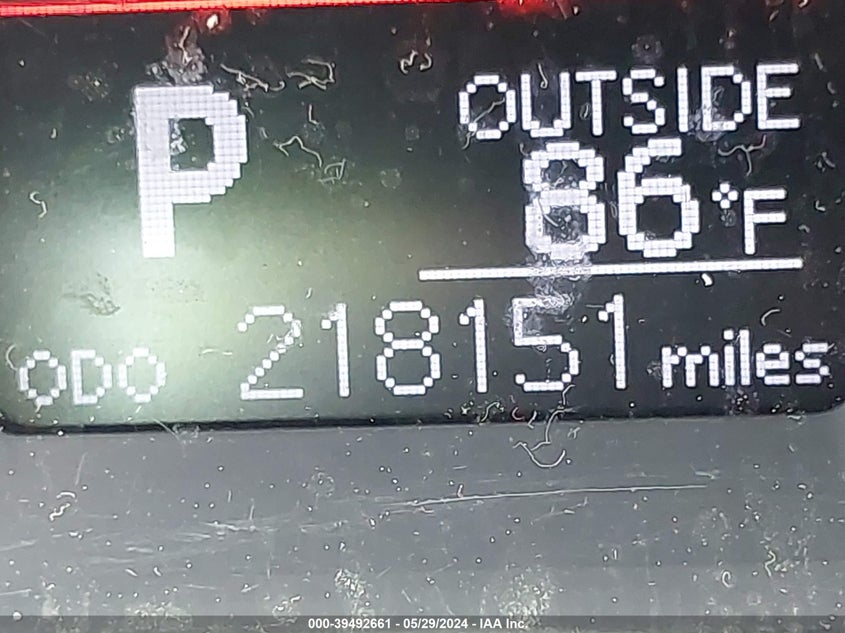 P
OUTSIDE
86°F
ODO 218151 miles
000-39492661 - 05/29/2024 - IAA Inc.